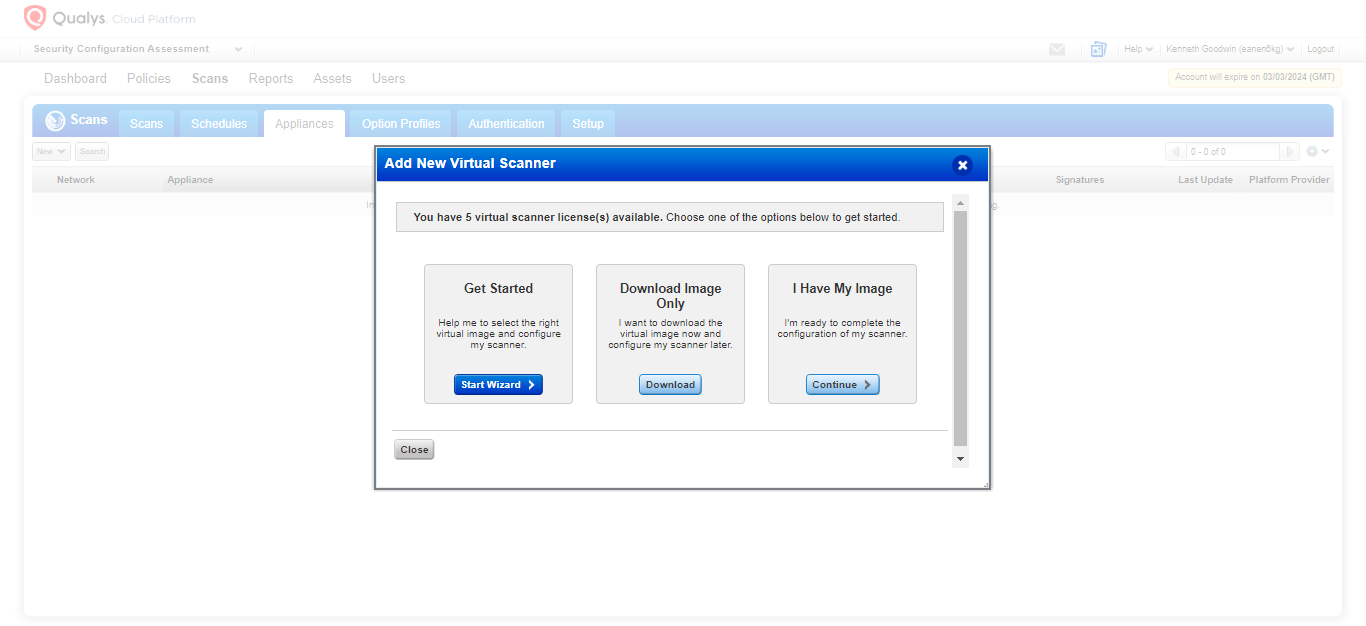 Qualys. Cloud Platform
Security Configuration Assessment
Help
Kenneth Goodwin
Logout
Dashboard Policies Scans Reports Assets Users
Account will expire on 03/03/2024 (GMT)
Scans
Scans Schedules Appliances Option Profiles Authentication Setup
New Search
0 - 0 of 0
Network Appliance Signatures Last Update Platform Provider
Add New Virtual Scanner
You have 5 virtual scanner license(s) available. Choose one of the options below to get started.
Get Started
Help me to select the right
virtual image and configure
my scanner.
Start Wizard
Download Image
Only
I want to download the
virtual image now and
configure my scanner later.
Download
I Have My Image
I'm ready to complete the
configuration of my scanner.
Continue
Close